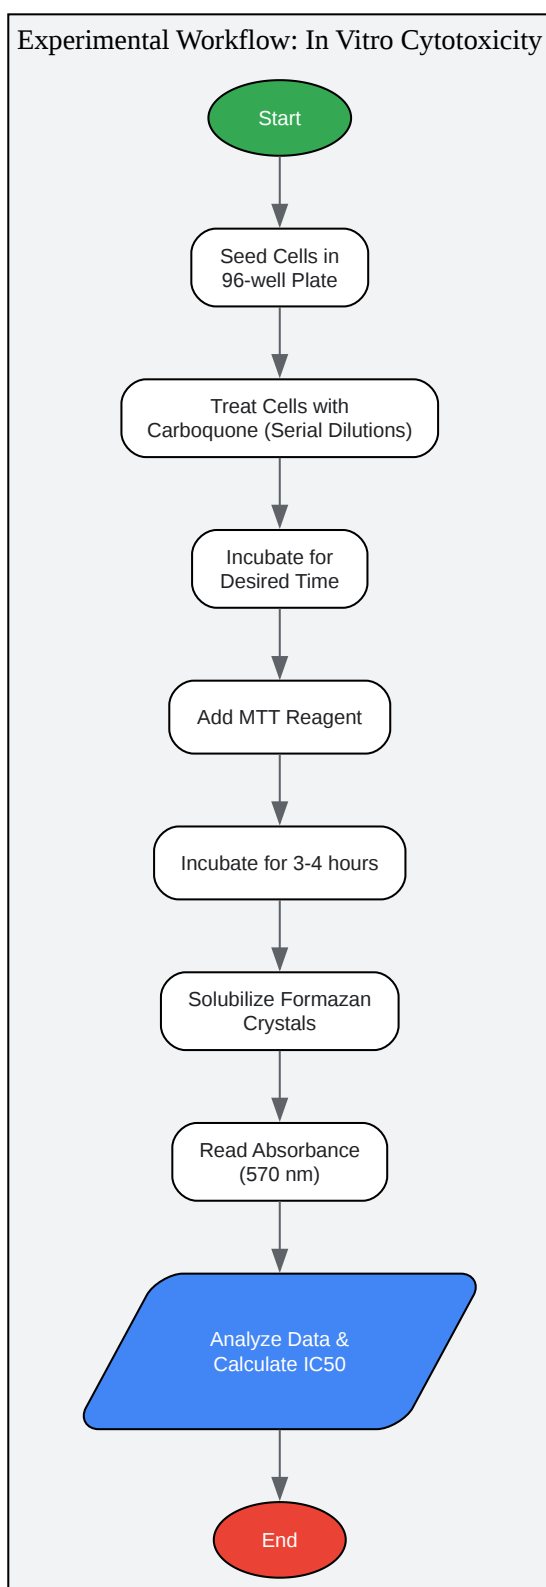 Experimental Workflow: In Vitro Cytotoxicity
Start
Seed Cells in
96-well Plate
Treat Cells with
Carboquone (Serial Dilutions)
Incubate for
Desired Time
Add MTT Reagent
Incubate for 3-4 hours
Solubilize Formazan
Crystals
Read Absorbance
(570 nm)
Analyze Data &
Calculate IC50
End